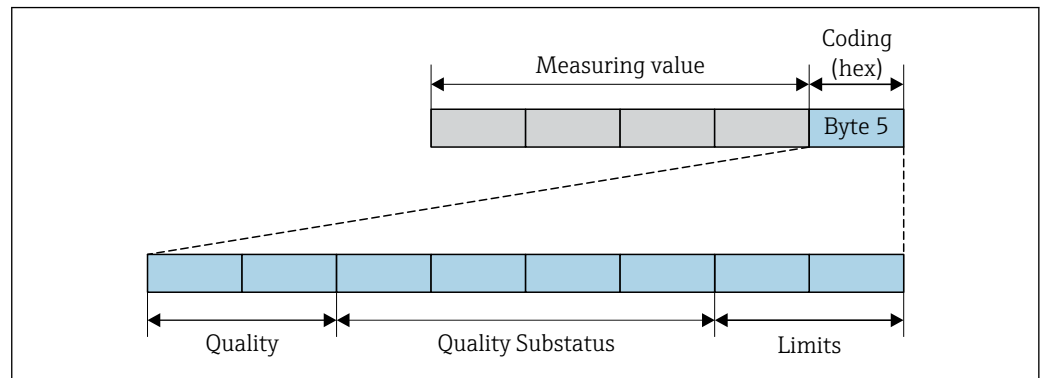 Coding
(hex)
Measuring value
Byte 5
Quality
Quality Substatus
Limits